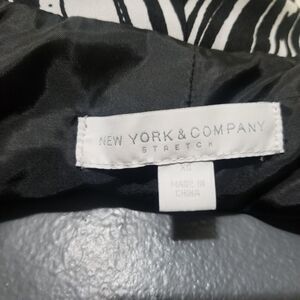 NEW YORK & COMPANY
STRETCH
XS
MADE IN
CHINA